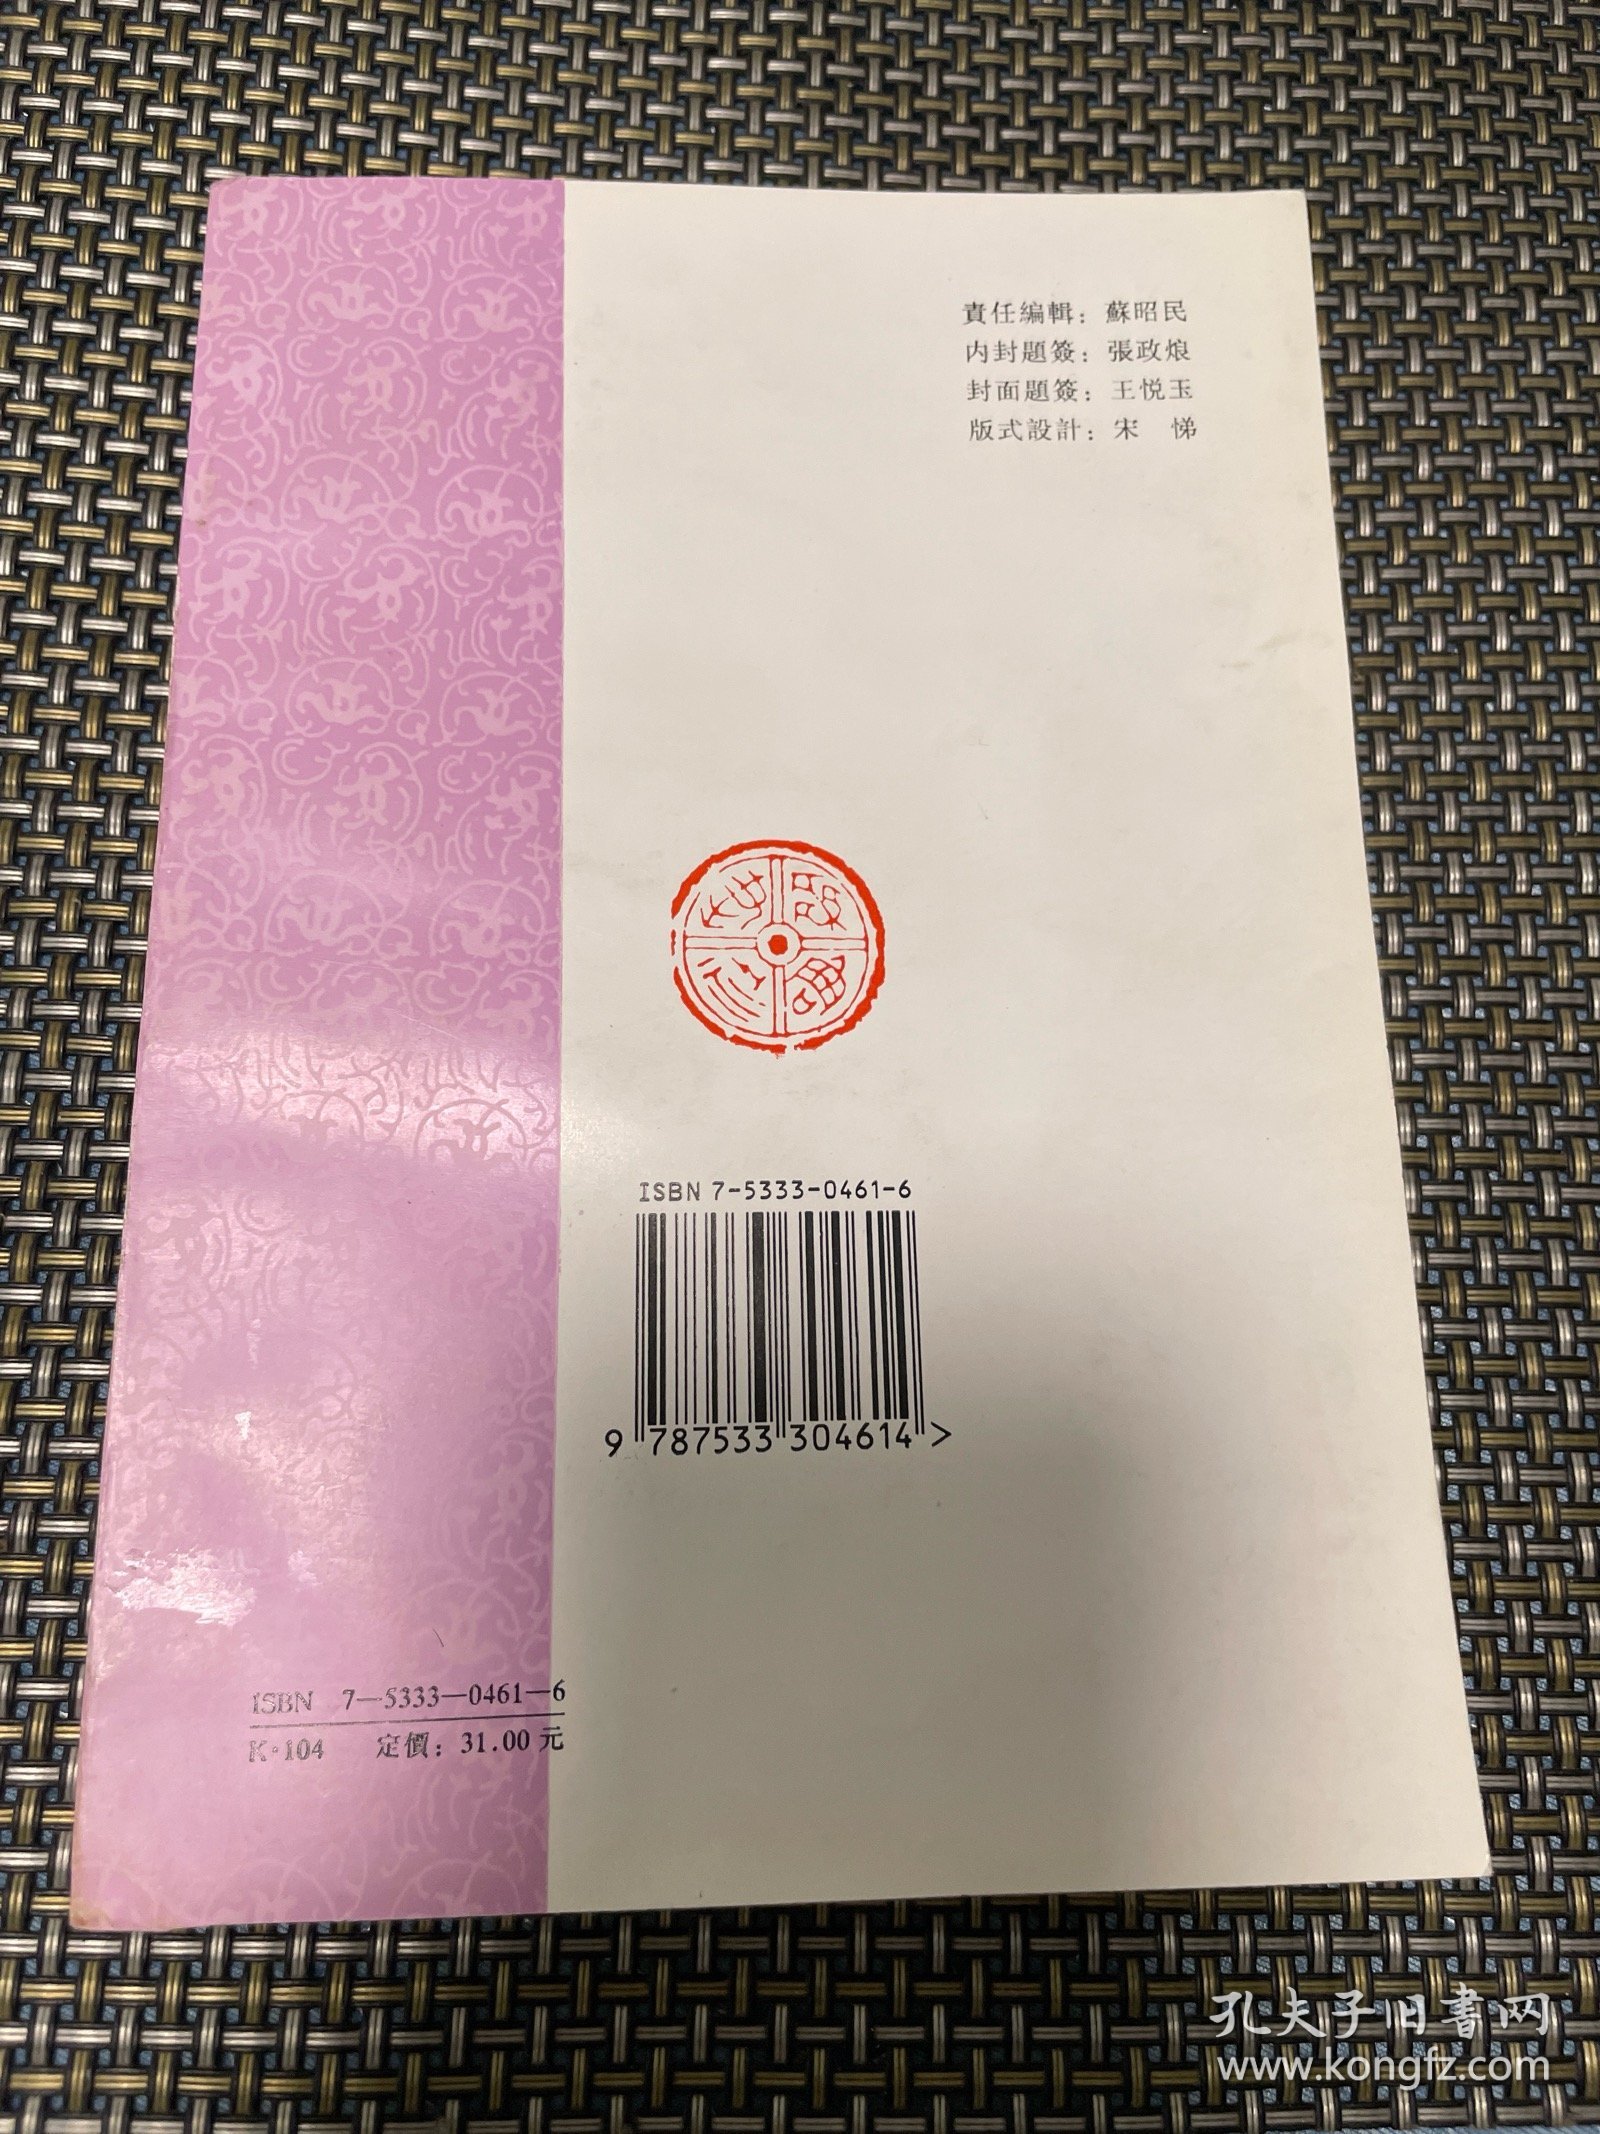 責任編輯：蘇昭民
内封題簽：張政烺
封面題簽：王悦玉
版式設計：宋　悌
ISBN 7-5333-0461-6
9 787533 304614 >
ISBN 7—5333—0461—6
K·104 定價：31.00 元
孔夫子旧書网
www.kongfz.com